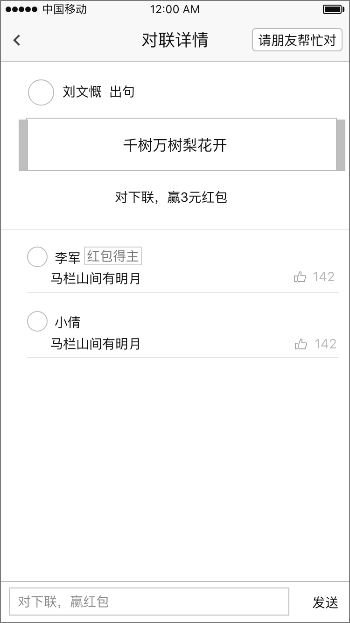 中国移动 12:00 AM
对联详情 请朋友帮忙对
刘文慨 出句
千树万树梨花开
对下联，赢3元红包
李军 红包得主
马栏山间有明月 142
小倩
马栏山间有明月 142
对下联，赢红包 发送